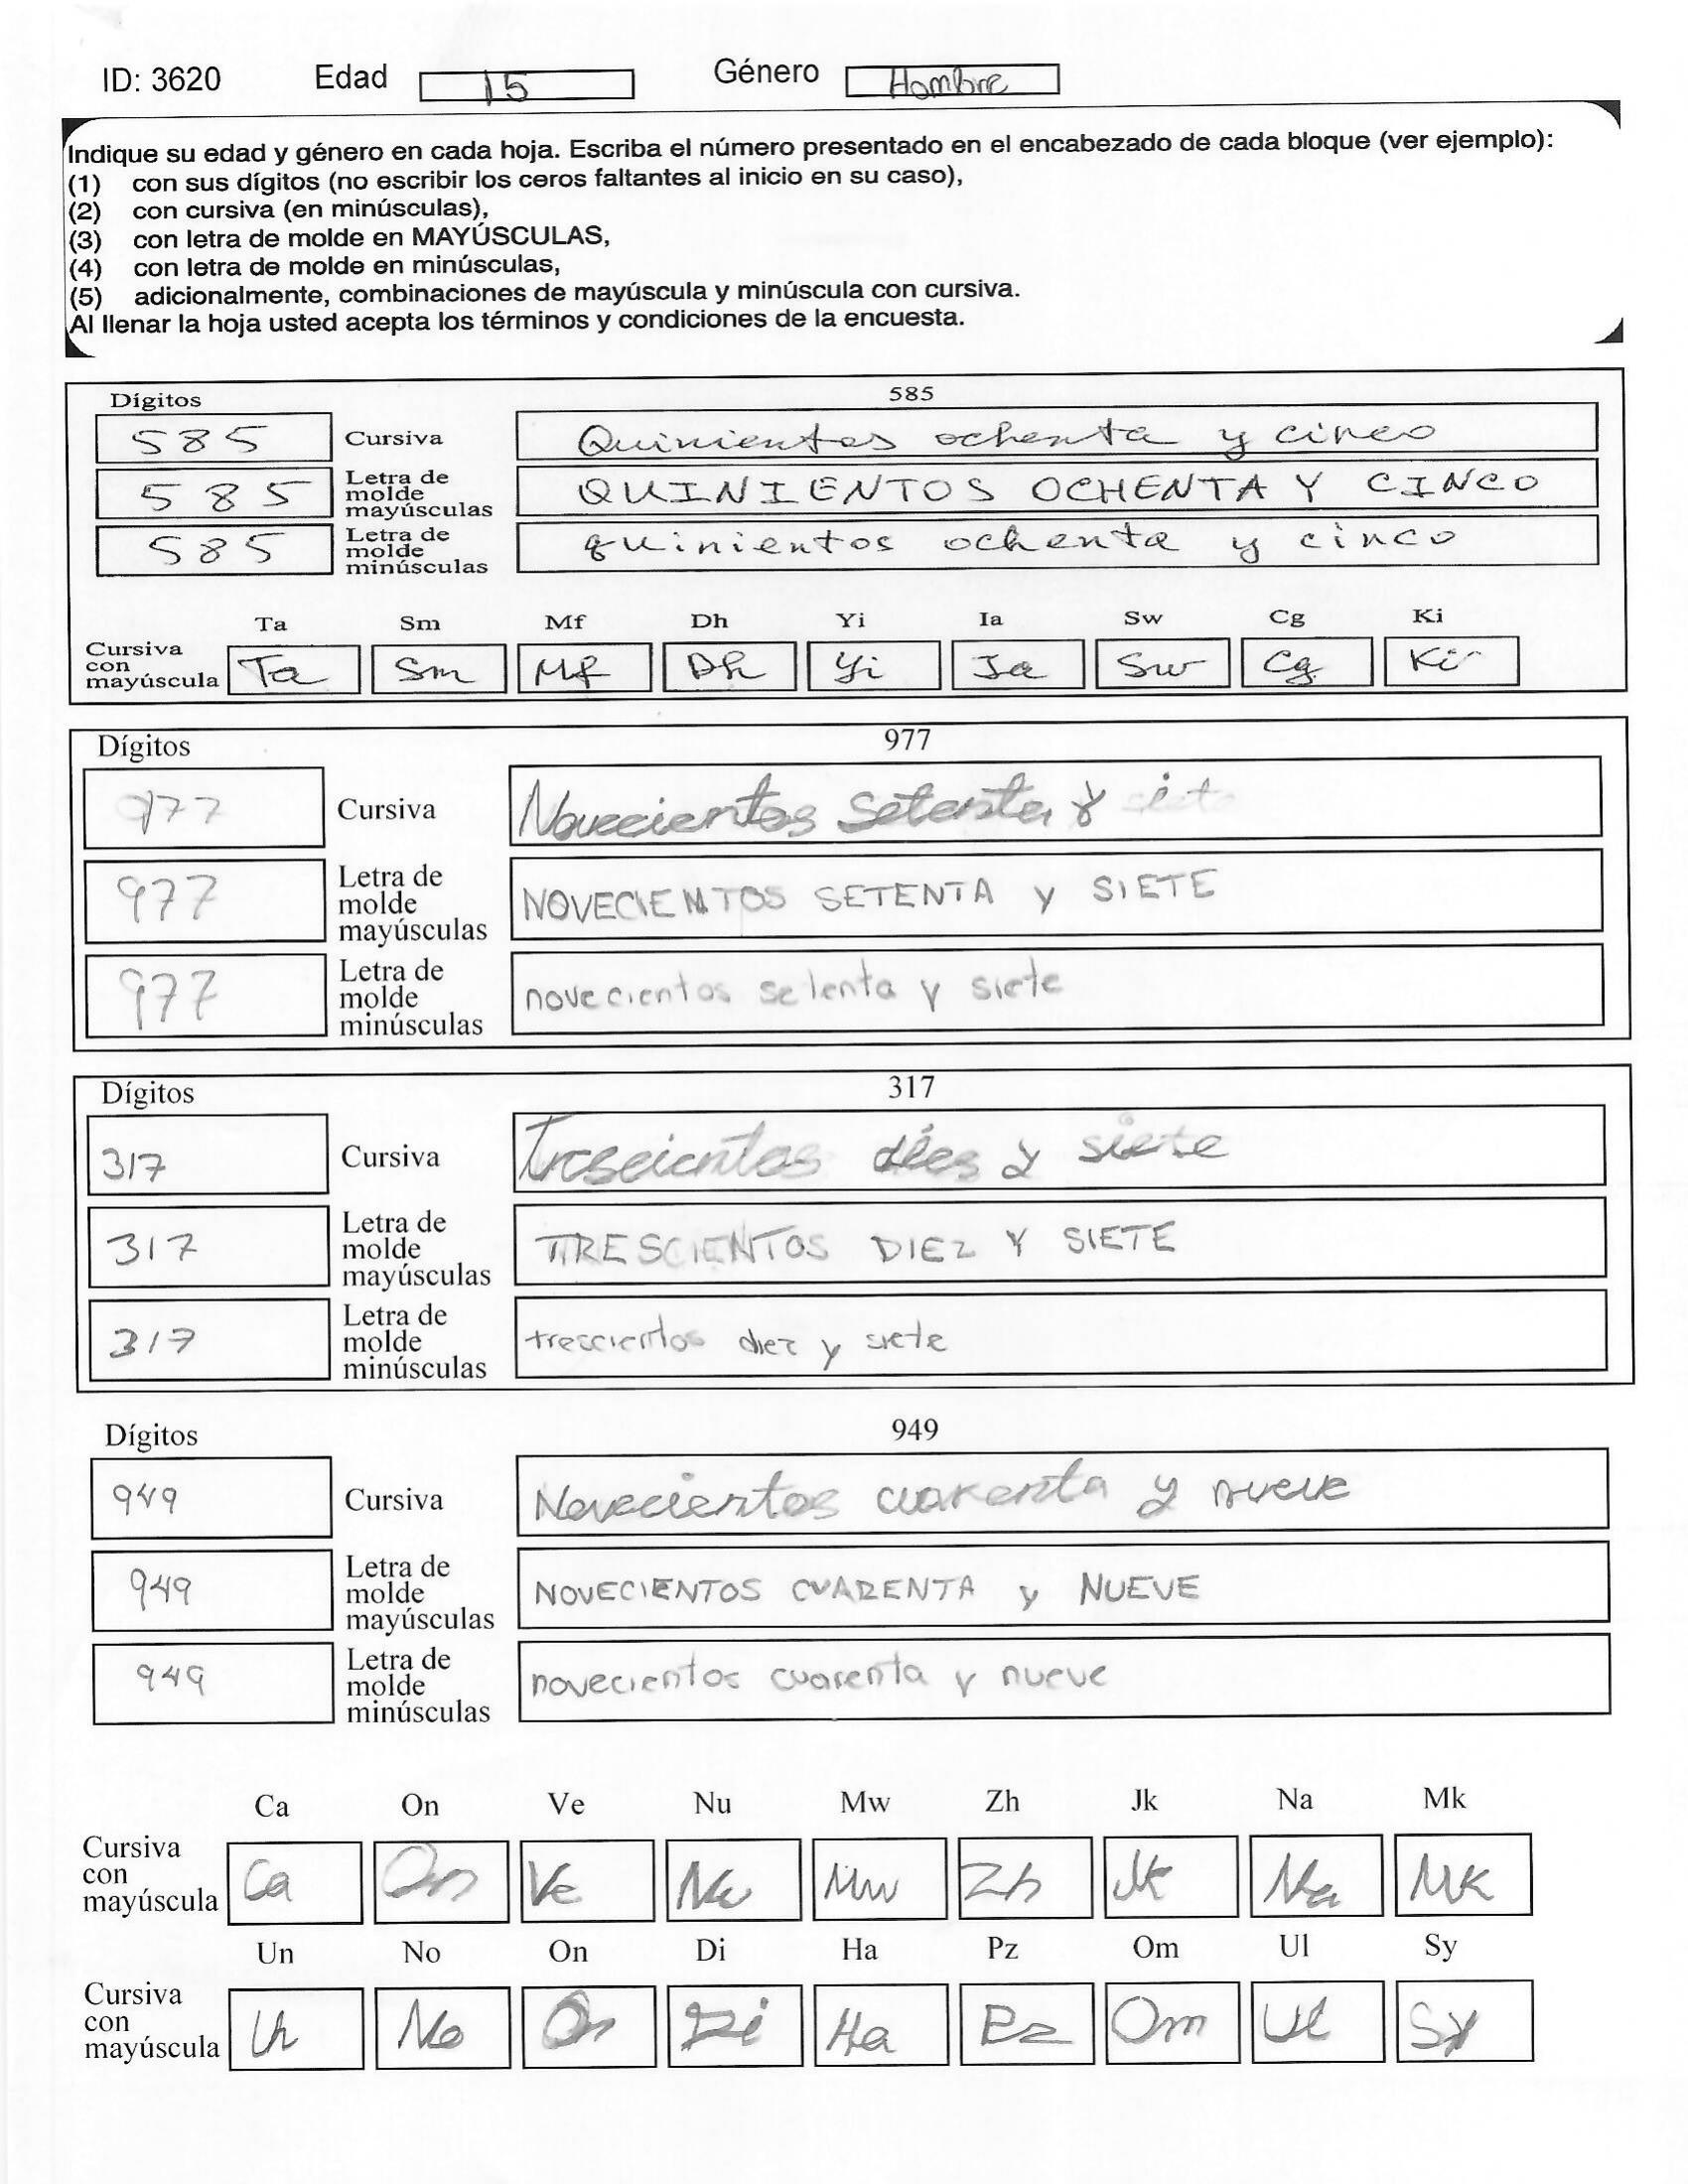 ID: 3620 Edad 15 Género Hombre
Indique su edad y género en cada hoja. Escriba el número presentado en el encabezado de cada bloque (ver ejemplo):
(1) con sus dígitos (no escribir los ceros faltantes al inicio en su caso),
(2) con cursiva (en minúsculas),
(3) con letra de molde en MAYÚSCULAS,
(4) con letra de molde en minúsculas,
(5) adicionalmente, combinaciones de mayúscula y minúscula con cursiva.
Al llenar la hoja usted acepta los términos y condiciones de la encuesta.
Dígitos 585
585 Cursiva Quinientos ochenta y cinco
585 Letra de molde mayúsculas QUINIENTOS OCHENTA Y CINCO
585 Letra de molde minúsculas quinientos ochenta y cinco
Ta Sm Mf Dh Yi Ia Sw Cg Ki
Cursiva con mayúscula Ta Sm Mf Dh Yi Ia Sw Cg Ki
Dígitos 977
977 Cursiva Novecientos setenta y siete
977 Letra de molde mayúsculas NOVECIENTOS SETENTA y SIETE
977 Letra de molde minúsculas novecientos setenta y siete
Dígitos 317
317 Cursiva Trescientos dies y siete
317 Letra de molde mayúsculas TRESCIENTOS DIEZ Y SIETE
317 Letra de molde minúsculas trescientos diez y siete
Dígitos 949
949 Cursiva Novecientos cuarenta y nueve
949 Letra de molde mayúsculas NOVECIENTOS CUARENTA y NUEVE
949 Letra de molde minúsculas novecientos cuarenta y nueve
Ca On Ve Nu Mw Zh Jk Na Mk
Cursiva con mayúscula Ca On Ve Nu Mw Zh Jk Na Mk
Un No On Di Ha Pz Om Ul Sy
Cursiva con mayúscula Un No On Di Ha Pz Om Ul Sy